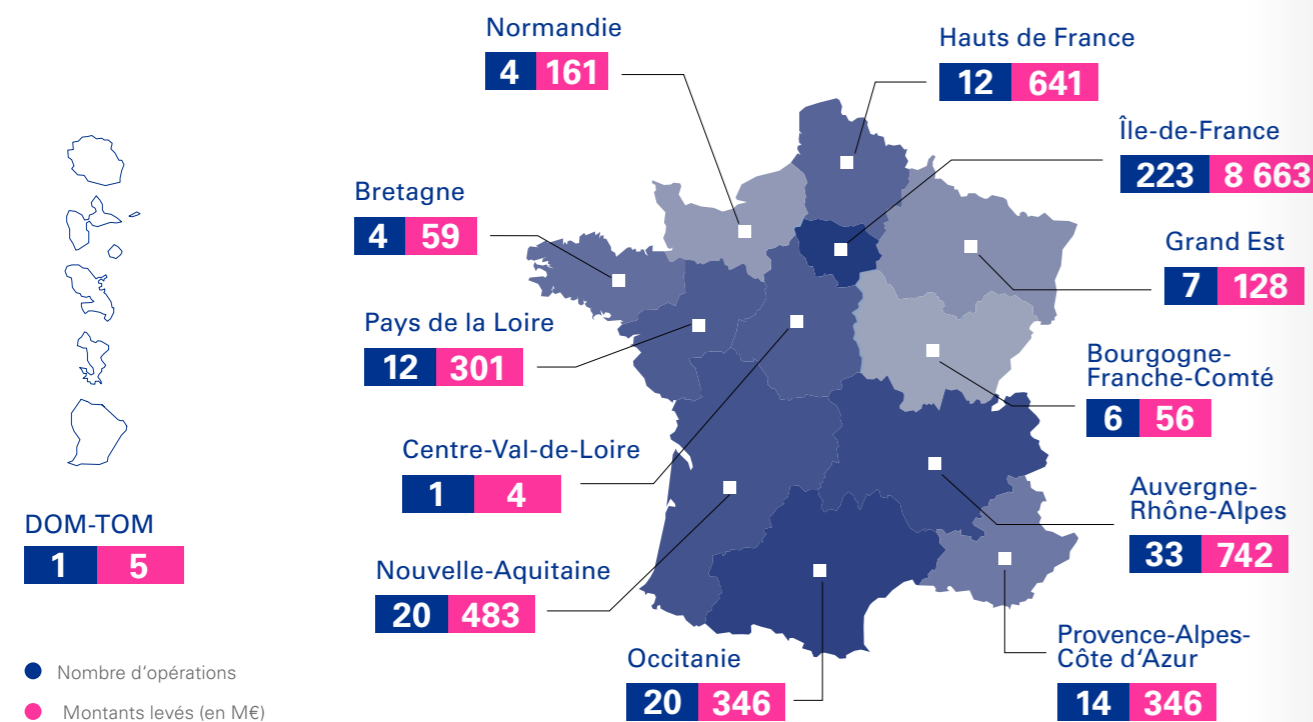 Normandie
4 161
Hauts de France
12 641
Île-de-France
223 8 663
Bretagne
4 59
Grand Est
7 128
Pays de la Loire
12 301
Bourgogne-
Franche-Comté
6 56
Centre-Val-de-Loire
1 4
Auvergne-
Rhône-Alpes
33 742
DOM-TOM
1 5
Nouvelle-Aquitaine
20 483
Occitanie
20 346
Provence-Alpes-
Côte d‘Azur
14 346
Nombre d‘opérations
Montants levés (en M€)